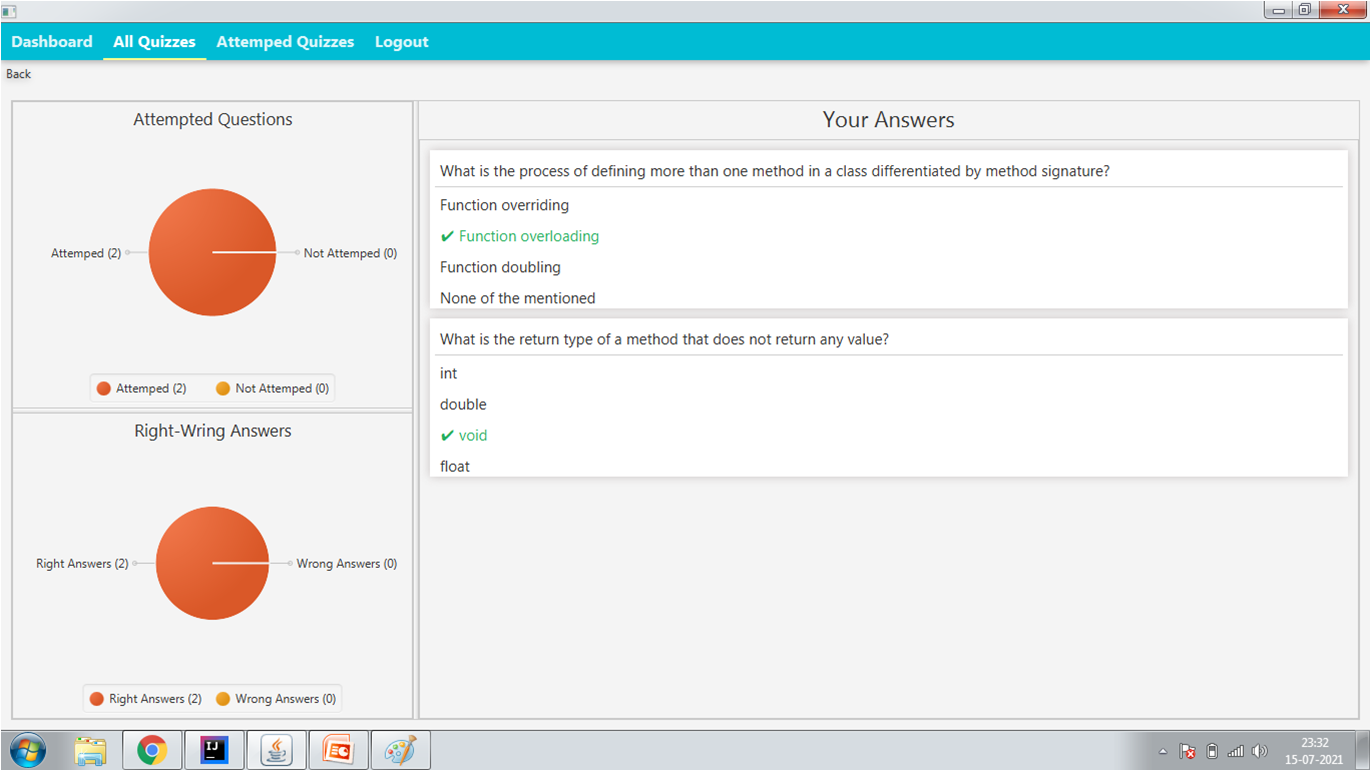 Dashboard All Quizzes Attemped Quizzes Logout
Back
Attempted Questions
Attemped (2) Not Attemped (0)
Attemped (2) Not Attemped (0)
Right-Wring Answers
Right Answers (2) Wrong Answers (0)
Right Answers (2) Wrong Answers (0)
Your Answers
What is the process of defining more than one method in a class differentiated by method signature?
Function overriding
✔ Function overloading
Function doubling
None of the mentioned
What is the return type of a method that does not return any value?
int
double
✔ void
float
IJ
23:32
15-07-2021